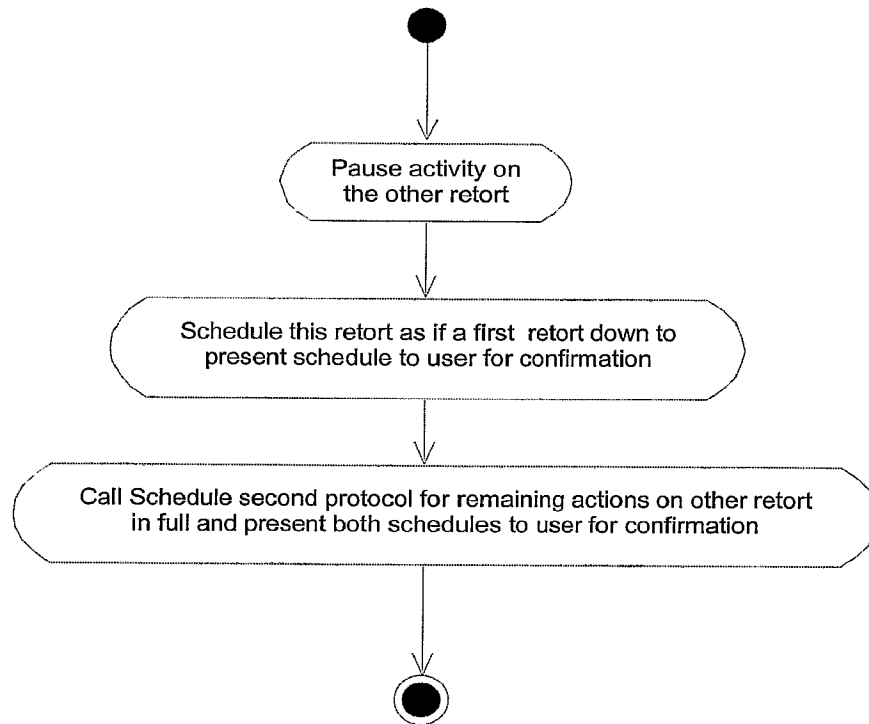 Pause activity on
the other retort
Schedule this retort as if a first retort down to
present schedule to user for confirmation
Call Schedule second protocol for remaining actions on other retort
in full and present both schedules to user for confirmation